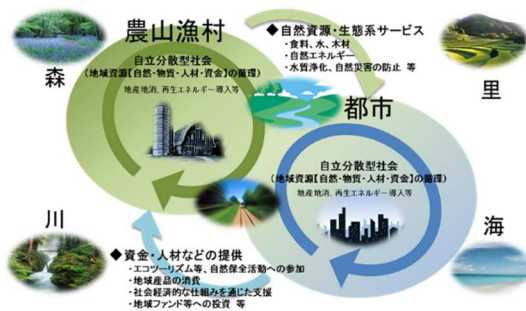 農山漁村
森
自立分散型社会
(地域資源【自然・物質・人材・資金】の循環)
地産地消、再生エネルギー導入等
◆自然資源・生態系サービス
・食料、水、木材
・自然エネルギー
・水質浄化、自然災害の防止 等
里
都市
自立分散型社会
(地域資源【自然・物質・人材・資金】の循環)
地産地消、再生エネルギー導入等
川
海
◆資金・人材などの提供
・エコツーリズム等、自然保全活動への参加
・地域産品の消費
・社会経済的な仕組を通じた支援
・地域ファンド等への投資 等